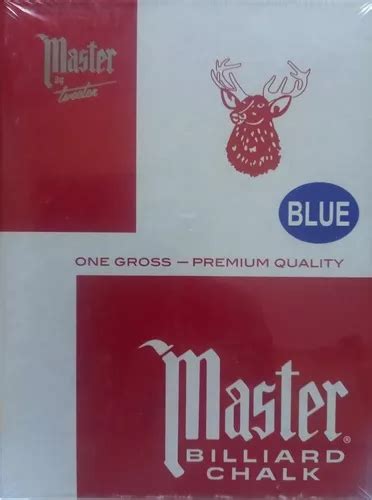 Master
by
Tweeten
BLUE
ONE GROSS — PREMIUM QUALITY
Master®
BILLIARD
CHALK